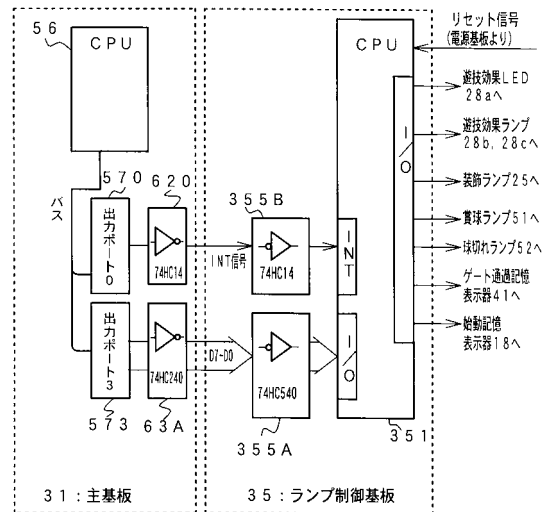 56
CPU
CPU
リセット信号
(電源基板より)
遊技効果LED
28aへ
遊技効果ランプ
28b, 28cへ
装飾ランプ25へ
賞球ランプ51へ
球切れランプ52へ
ゲート通過記憶
表示器41へ
始動記憶
表示器18へ
I/O
バス
570
出力ポート0
620
74HC14
INT信号
355B
74HC14
INT
出力ポート3
573
74HC240
63A
D7~D0
74HC540
355A
I/O
351
31:主基板
35:ランプ制御基板